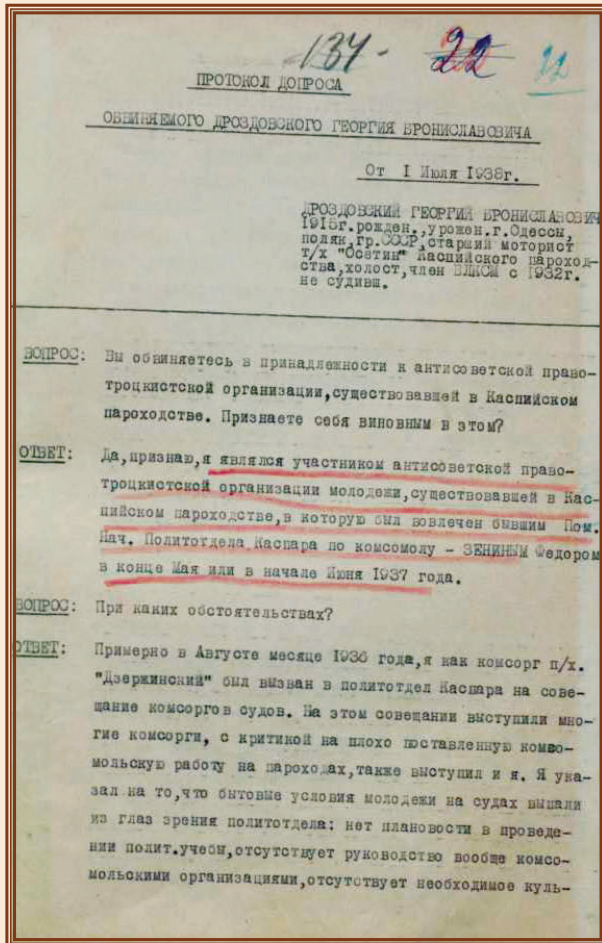 134-
22
22
ПРОТОКОЛ ДОПРОСА
ОБВИНЯЕМОГО ДРОЗДОВСКОГО ГЕОРГИЯ БРОНИСЛАВОВИЧА
От I Июля 1938г.
ДРОЗДОВСКИЙ ГЕОРГИЙ БРОНИСЛАВОВИЧ
рожден., урожен.г.Одессы,
поляк,гр.СССР,старший моторист
т/х "Осетин" Каспийского пароход-
ства,холост,член ВЛКСМ с 1932г.
не судивш.
ВОПРОС: Вы обвиняетесь в принадлежности к антисоветской право-
троцкистской организации,существовавшей в Каспийском
пароходстве. Признаете себя виновным в этом?
ОТВЕТ: Да,признаю,я являлся участником антисоветской право-
троцкистской организации молодежи,существовавшей в Кас-
пийском пароходстве,в которую был вовлечен бывшим Пом.
Нач. Политотдела Каспара по комсомолу - ЗЕНИНЫМ Федором
в конце Мая или в начале Июня 1937 года.
ВОПРОС: При каких обстоятельствах?
ОТВЕТ: Примерно в Августе месяце 1936 года,я как комсорг п/х.
"Дзержинский" был вызван в политотдел Каспара на сове-
щание комсоргов судов. На этом совещании выступили мно-
гие комсорги, с критикой на плохо поставленную комсо-
мольскую работу на пароходах,также выступил и я. Я ука-
зал на то,что бытовые условия молодежи на судах выпали
из глаз зрения политотдела: нет плановости в проведе-
нии полит.учебы,отсутствует руководство вообще комсо-
мольскими организациями,отсутствует необходимое куль-